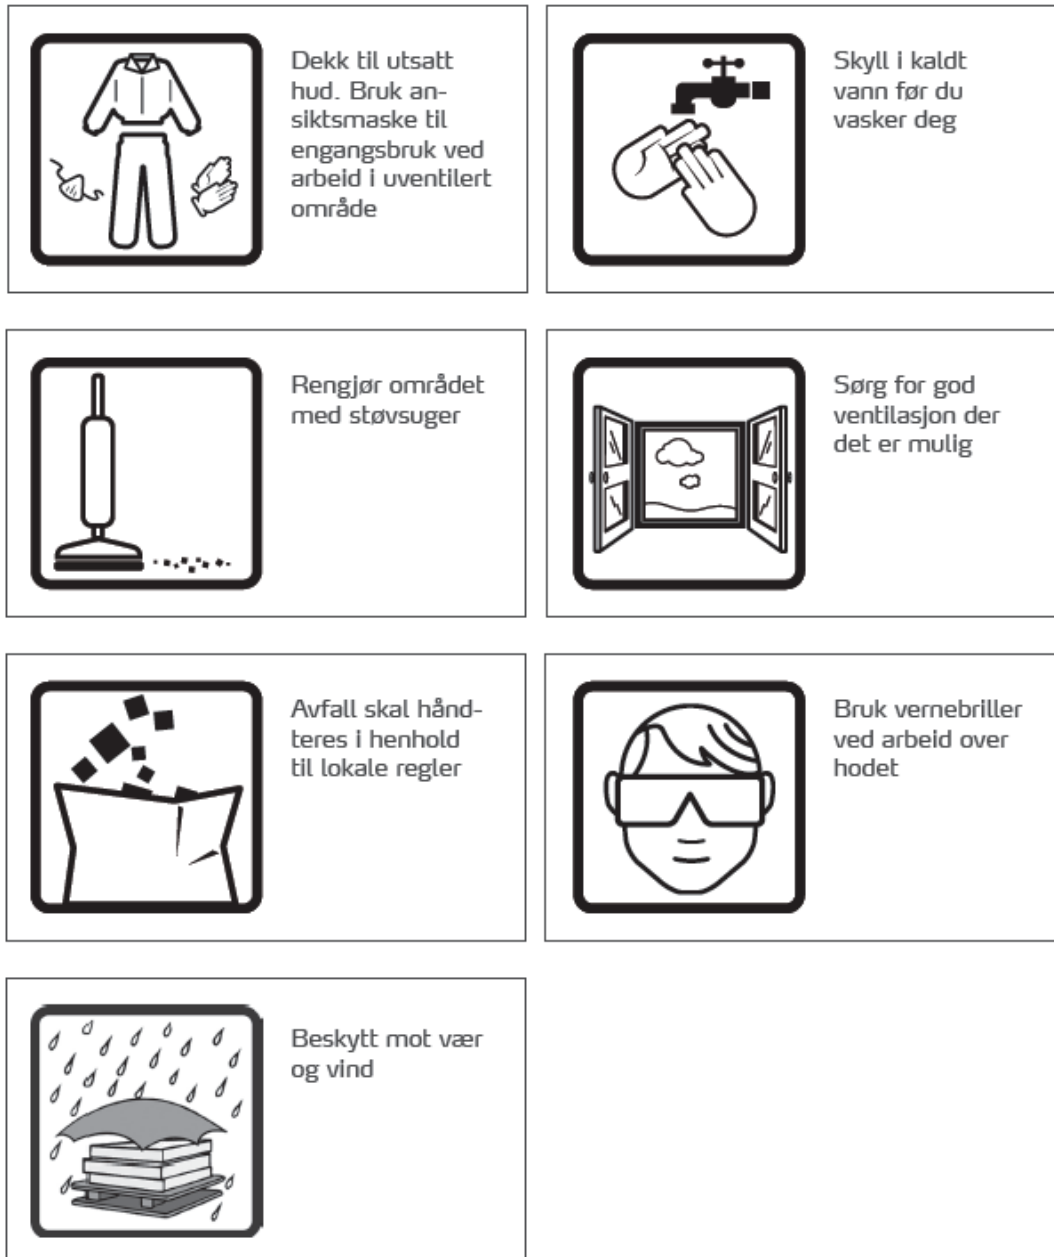 Dekk til utsatt
hud. Bruk an-
siktsmaske til
engangsbruk ved
arbeid i uventilert
område
Skyll i kaldt
vann før du
vasker deg
Rengjør området
med støvsuger
Sørg for god
ventilasjon der
det er mulig
Avfall skal hånd-
teres i henhold
til lokale regler
Bruk vernebriller
ved arbeid over
hodet
Beskytt mot vær
og vind